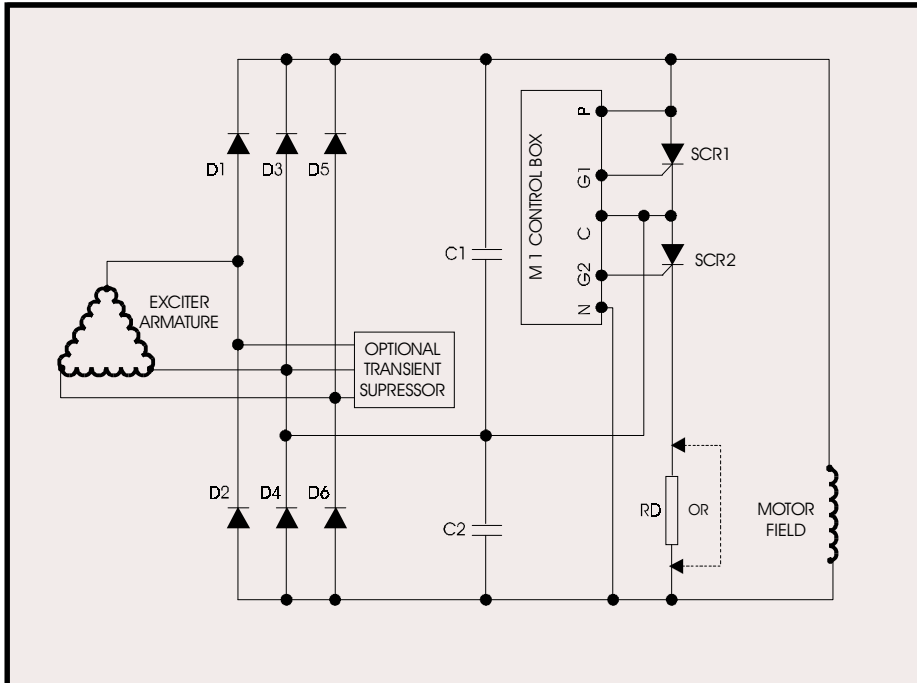 D1
D3
D5
EXCITER
ARMATURE
OPTIONAL
TRANSIENT
SUPRESSOR
D2
D4
D6
C1
C2
M 1 CONTROL BOX
P
G1
C
G2
N
SCR1
SCR2
RD
OR
MOTOR
FIELD